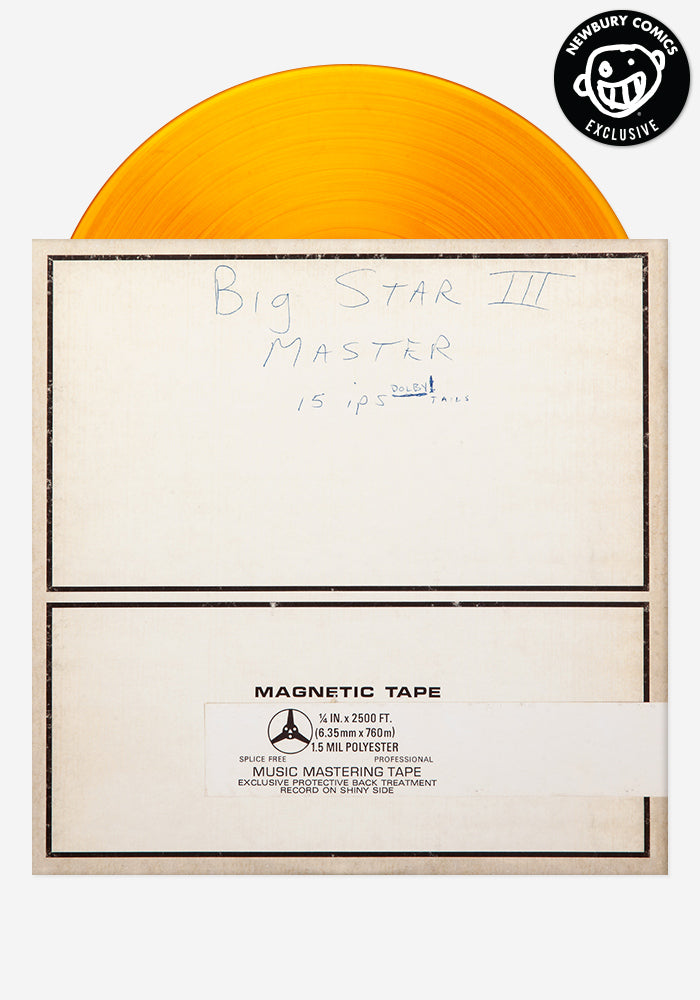 NEWBURY COMICS
EXCLUSIVE
Big STAR III
MASTER
15 ips DOLBY! TAILS
MAGNETIC TAPE
¼ IN. x 2500 FT.
(6.35mm x 760m)
1.5 MIL POLYESTER
SPLICE FREE PROFESSIONAL
MUSIC MASTERING TAPE
EXCLUSIVE PROTECTIVE BACK TREATMENT
RECORD ON SHINY SIDE